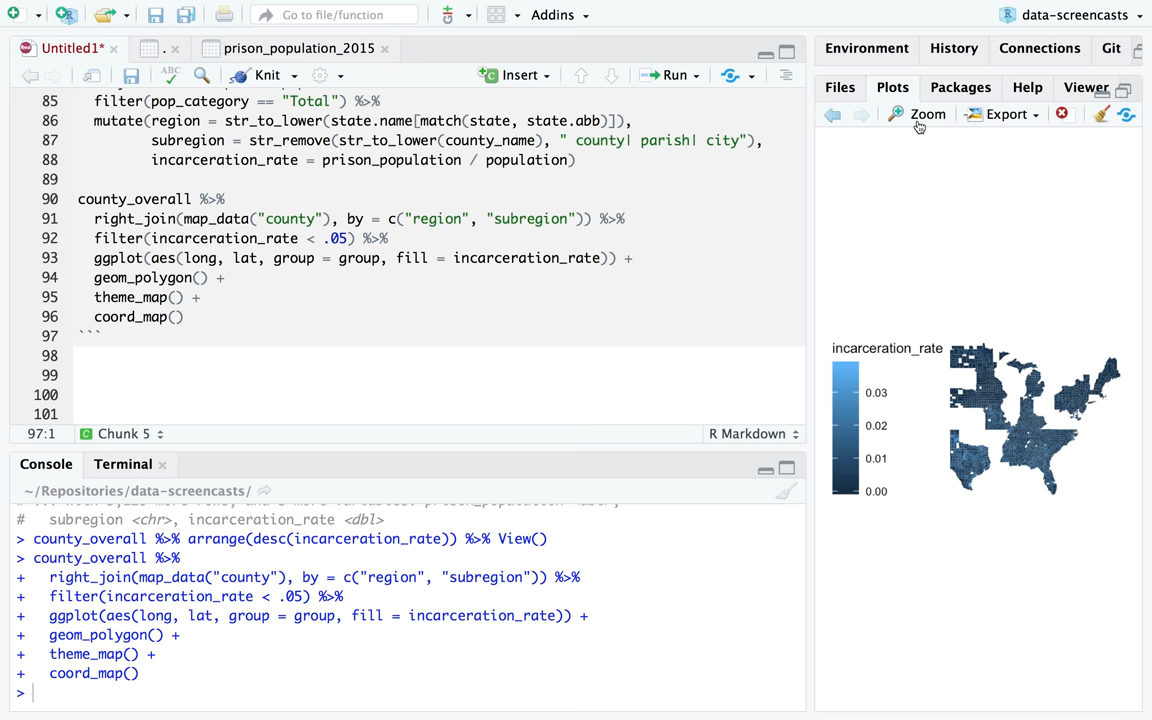 Go to file/function
Addins
data-screencasts
Untitled1*
.
prison_population_2015
ABC
Knit
Insert
Run
85 filter(pop_category == "Total") %>%
86 mutate(region = str_to_lower(state.name[match(state, state.abb)]),
87 subregion = str_remove(str_to_lower(county_name), " county| parish| city"),
88 incarceration_rate = prison_population / population)
89
90 county_overall %>%
91 right_join(map_data("county"), by = c("region", "subregion")) %>%
92 filter(incarceration_rate < .05) %>%
93 ggplot(aes(long, lat, group = group, fill = incarceration_rate)) +
94 geom_polygon() +
95 theme_map() +
96 coord_map()
97 ```
98
99
100
101
97:1
Chunk 5
R Markdown
Console
Terminal
~/Repositories/data-screencasts/
# subregion <chr>, incarceration_rate <dbl>
> county_overall %>% arrange(desc(incarceration_rate)) %>% View()
> county_overall %>%
+ right_join(map_data("county"), by = c("region", "subregion")) %>%
+ filter(incarceration_rate < .05) %>%
+ ggplot(aes(long, lat, group = group, fill = incarceration_rate)) +
+ geom_polygon() +
+ theme_map() +
+ coord_map()
>
Environment
History
Connections
Git
Files
Plots
Packages
Help
Viewer
Zoom
Export
incarceration_rate
0.03
0.02
0.01
0.00